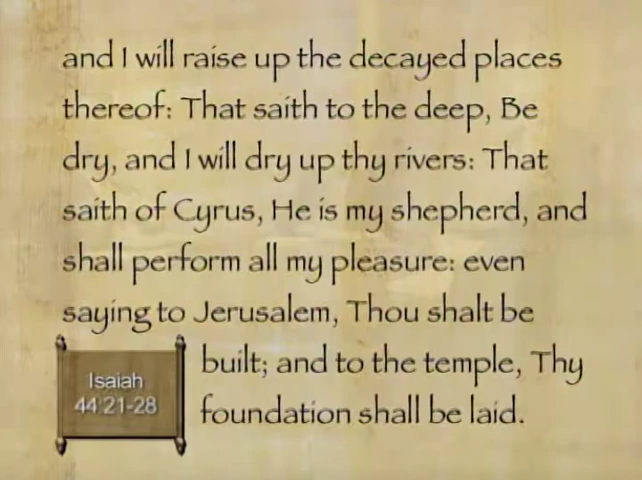 and I will raise up the decayed places
thereof: That saith to the deep, Be
dry, and I will dry up thy rivers: That
saith of Cyrus, He is my shepherd, and
shall perform all my pleasure: even
saying to Jerusalem, Thou shalt be
built; and to the temple, Thy
foundation shall be laid.
Isaiah
44:21-28